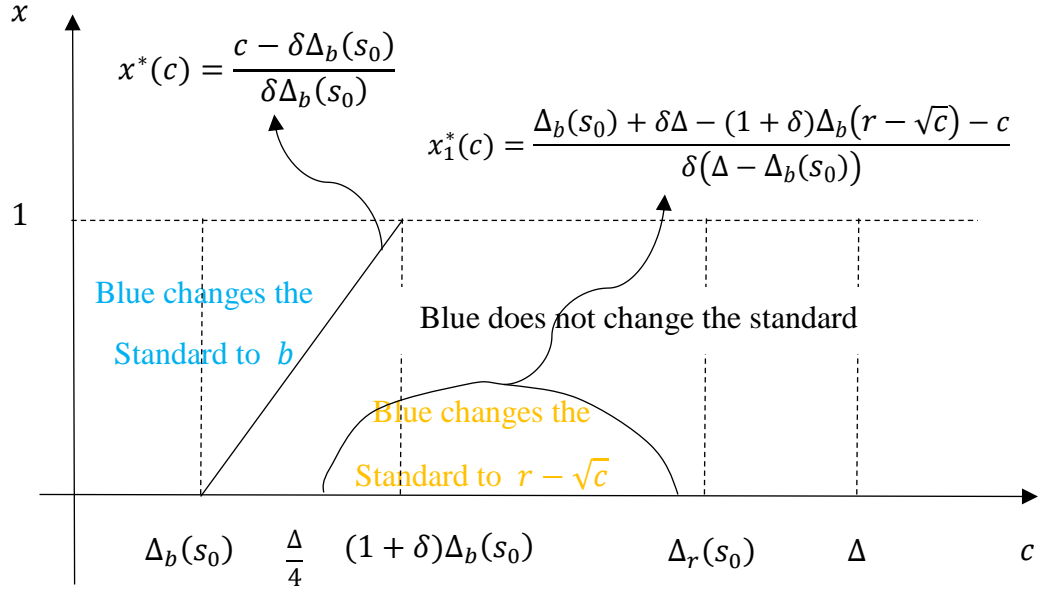 x
x*(c) = (c − δΔ_b(s_0)) / (δΔ_b(s_0))
x_1^*(c) = (Δ_b(s_0) + δΔ − (1 + δ)Δ_b(r − √c) − c) / (δ(Δ − Δ_b(s_0)))
1
Blue changes the
Standard to b
Blue does not change the standard
Blue changes the
Standard to r − √c
Δ_b(s_0) Δ/4 (1 + δ)Δ_b(s_0) Δ_r(s_0) Δ c